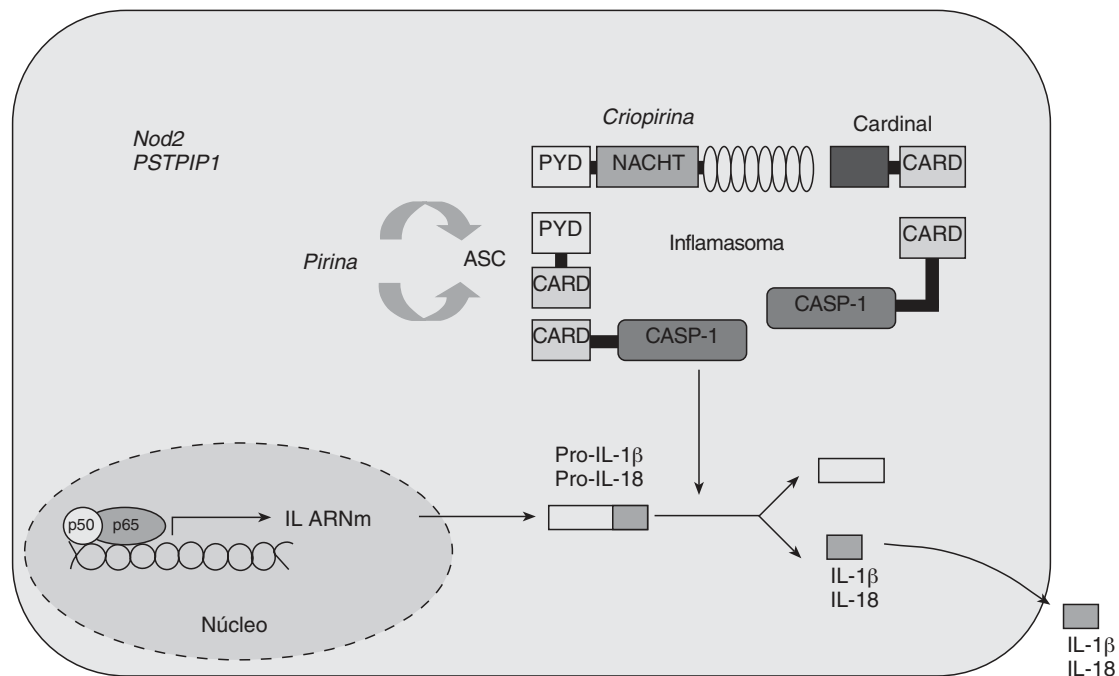 Nod2
PSTPIP1
Criopirina
Cardinal
PYD
NACHT
CARD
Pirina
ASC
PYD
CARD
Inflamasoma
CARD
CASP-1
CARD
CASP-1
Pro-IL-1β
Pro-IL-18
p50
p65
IL ARNm
Núcleo
IL-1β
IL-18
IL-1β
IL-18